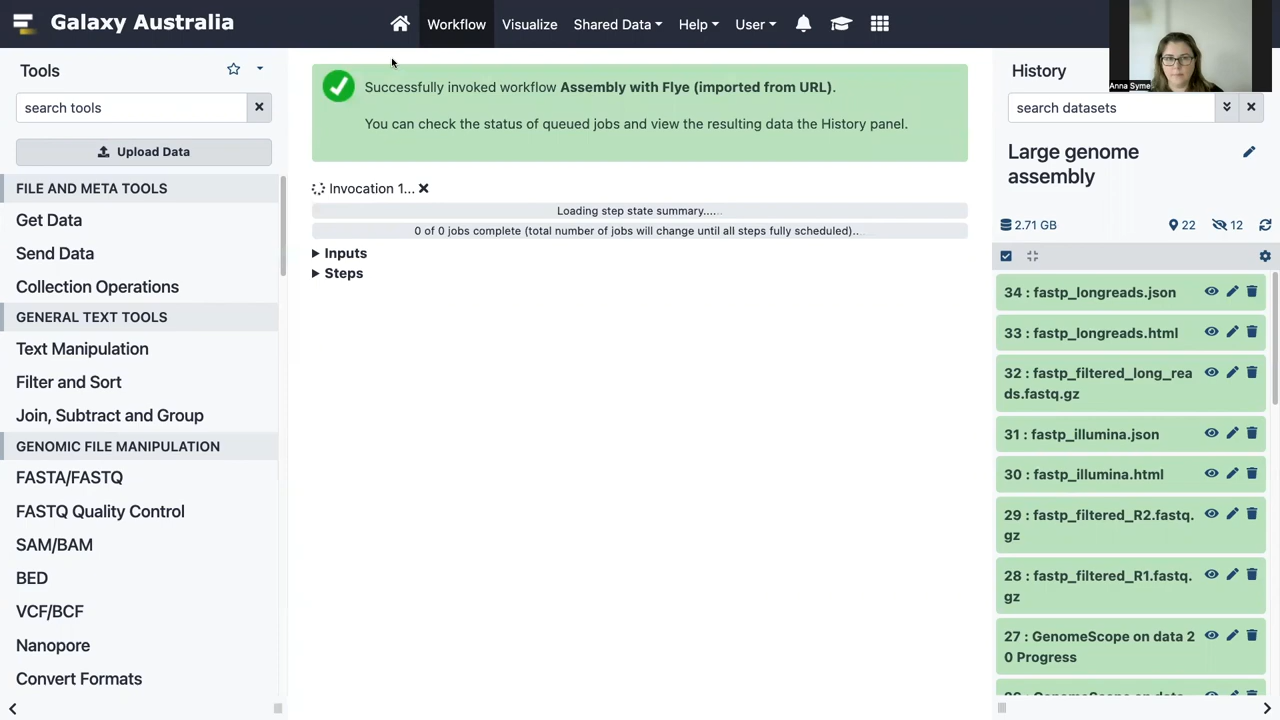 Galaxy Australia
Workflow
Visualize
Shared Data
Help
User
Anna Syme
Tools
search tools
Upload Data
FILE AND META TOOLS
Get Data
Send Data
Collection Operations
GENERAL TEXT TOOLS
Text Manipulation
Filter and Sort
Join, Subtract and Group
GENOMIC FILE MANIPULATION
FASTA/FASTQ
FASTQ Quality Control
SAM/BAM
BED
VCF/BCF
Nanopore
Convert Formats
Successfully invoked workflow Assembly with Flye (imported from URL).
You can check the status of queued jobs and view the resulting data the History panel.
Invocation 1...
Loading step state summary.....
0 of 0 jobs complete (total number of jobs will change until all steps fully scheduled)..
Inputs
Steps
History
search datasets
Large genome
assembly
2.71 GB
22
12
34 : fastp_longreads.json
33 : fastp_longreads.html
32 : fastp_filtered_long_rea
ds.fastq.gz
31 : fastp_illumina.json
30 : fastp_illumina.html
29 : fastp_filtered_R2.fastq.
gz
28 : fastp_filtered_R1.fastq.
gz
27 : GenomeScope on data 2
0 Progress